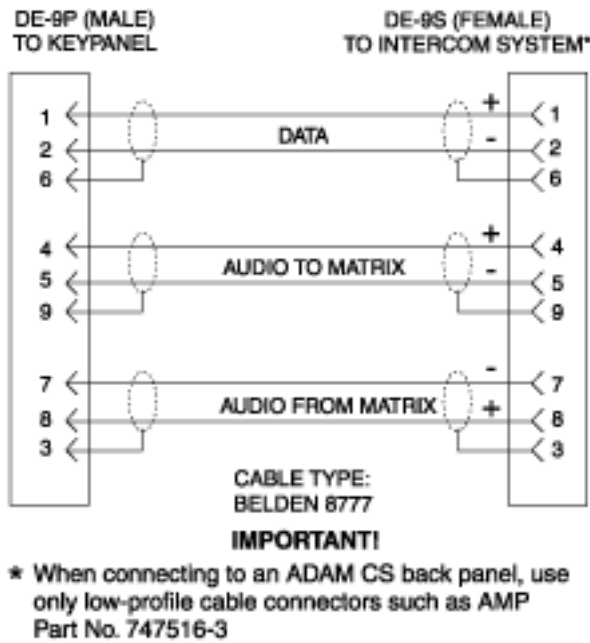 DE-9P (MALE) DE-9S (FEMALE)
TO KEYPANEL TO INTERCOM SYSTEM*
1 + 1
DATA
2 - 2
6 6
4 + 4
AUDIO TO MATRIX
5 - 5
9 9
7 - 7
AUDIO FROM MATRIX +
8 8
3 3
CABLE TYPE:
BELDEN 8777
IMPORTANT!
* When connecting to an ADAM CS back panel, use
only low-profile cable connectors such as AMP
Part No. 747516-3